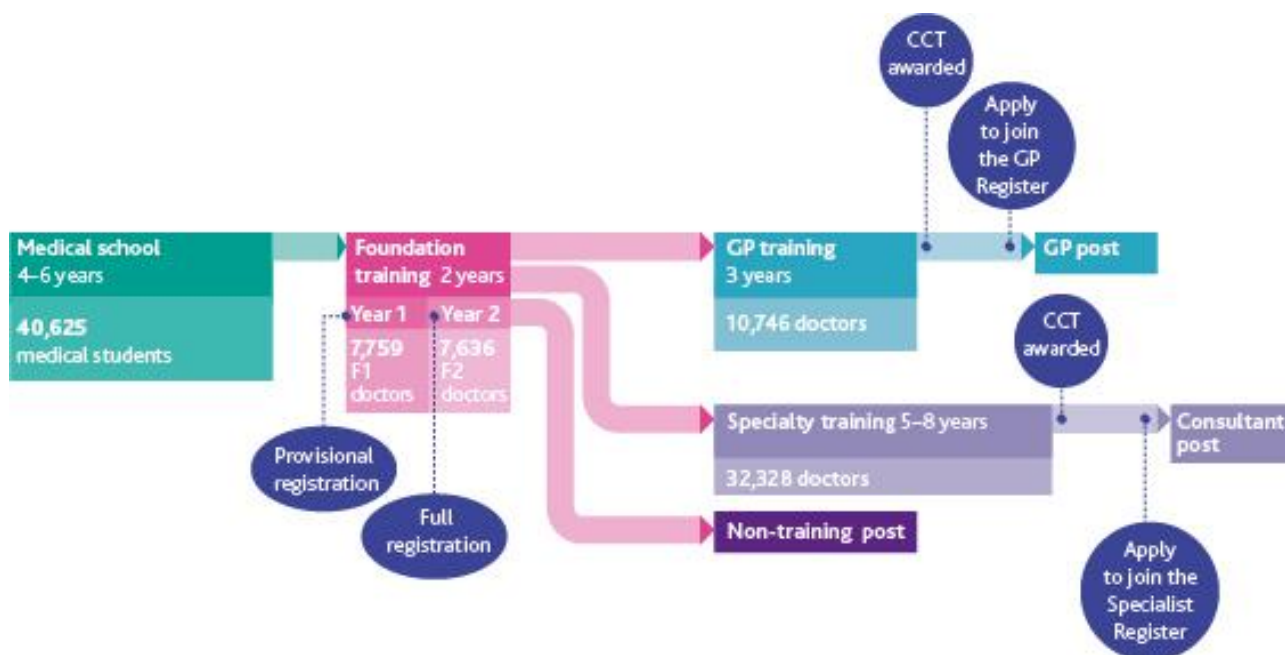 CCT
awarded
Apply
to join
the GP
Register
Medical school
4–6 years
40,625
medical students
Foundation
training 2 years
Year 1
Year 2
7,759
F1
doctors
7,636
F2
doctors
GP training
3 years
10,746 doctors
GP post
CCT
awarded
Specialty training 5–8 years
32,328 doctors
Consultant
post
Provisional
registration
Full
registration
Non-training post
Apply
to join the
Specialist
Register